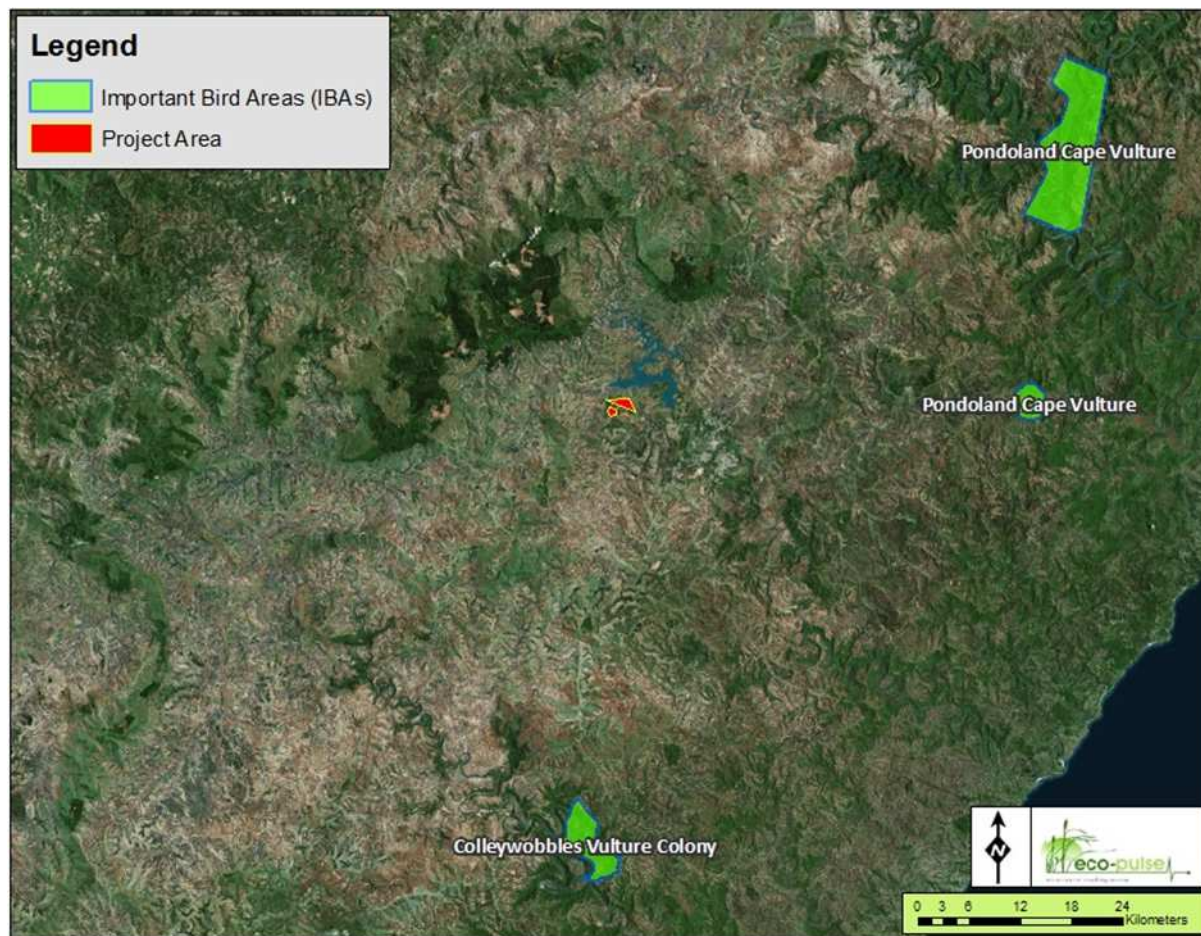 Legend
Important Bird Areas (IBAs)
Project Area
Pondoland Cape Vulture
Pondoland Cape Vulture
Colleywobbles Vulture Colony
N
eco-pulse
0 3 6 12 18 24
Kilometers